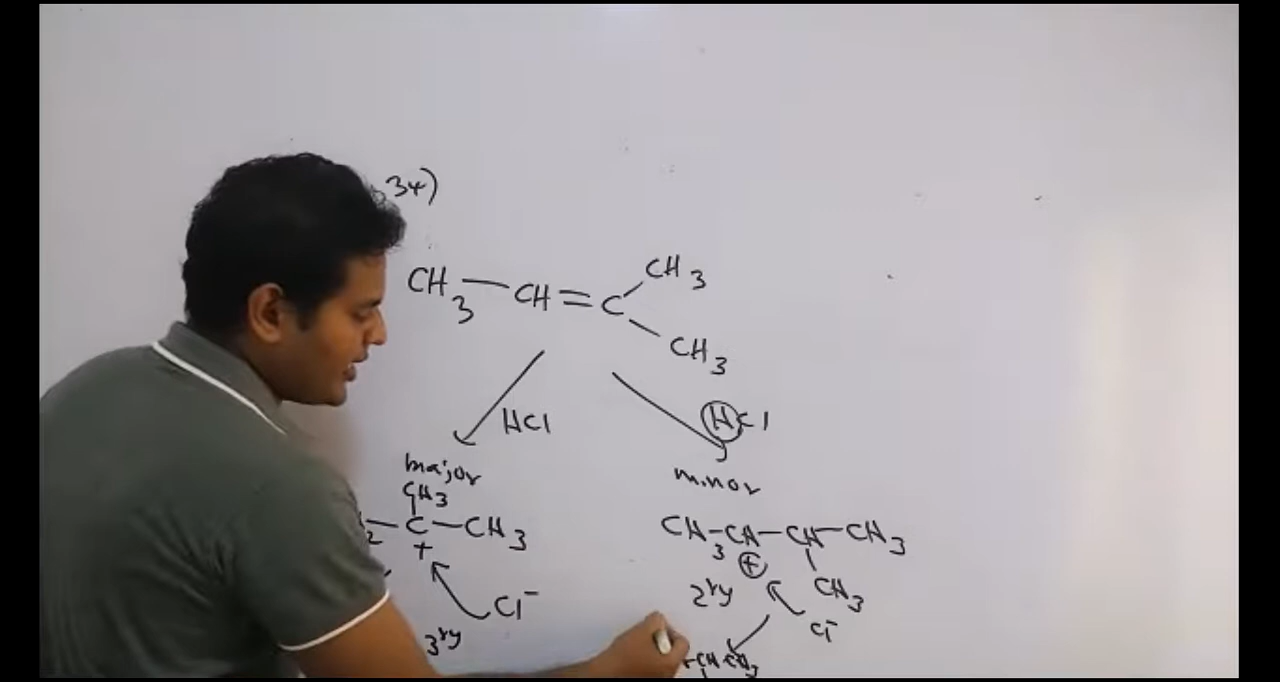 34)
CH3
CH3—CH=C
CH3
HCl
HCl
major
minor
CH3
2—C—CH3
+
CH3—CH—CH—CH3
+
CH3
2ry
Cl-
Cl-
3ry